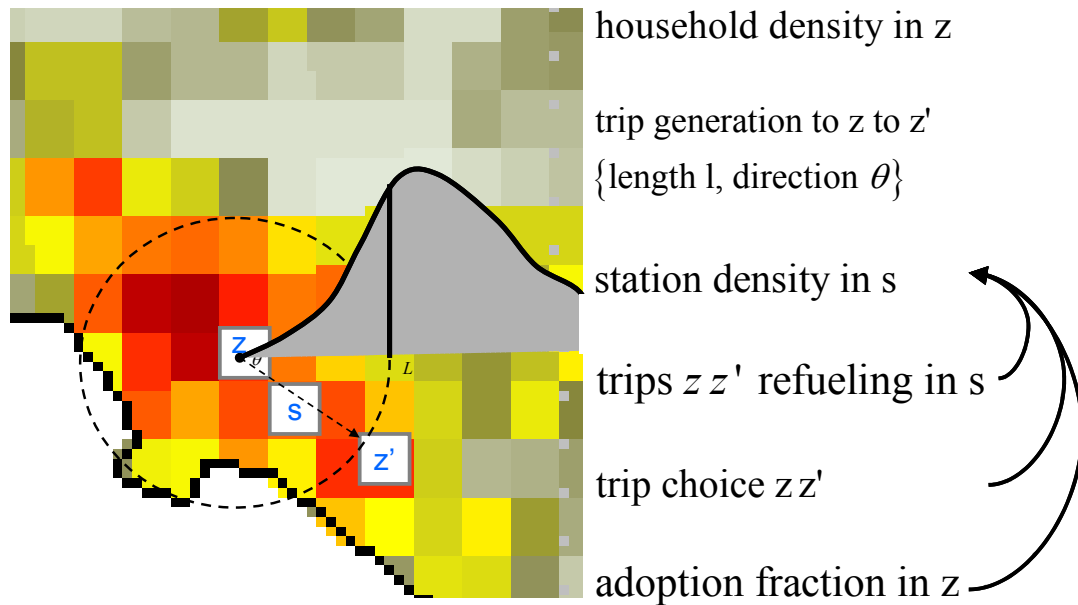 household density in z
trip generation to z to z'
{length l, direction θ}
station density in s
trips z z' refueling in s
trip choice z z'
adoption fraction in z
z
θ
L
s
z’